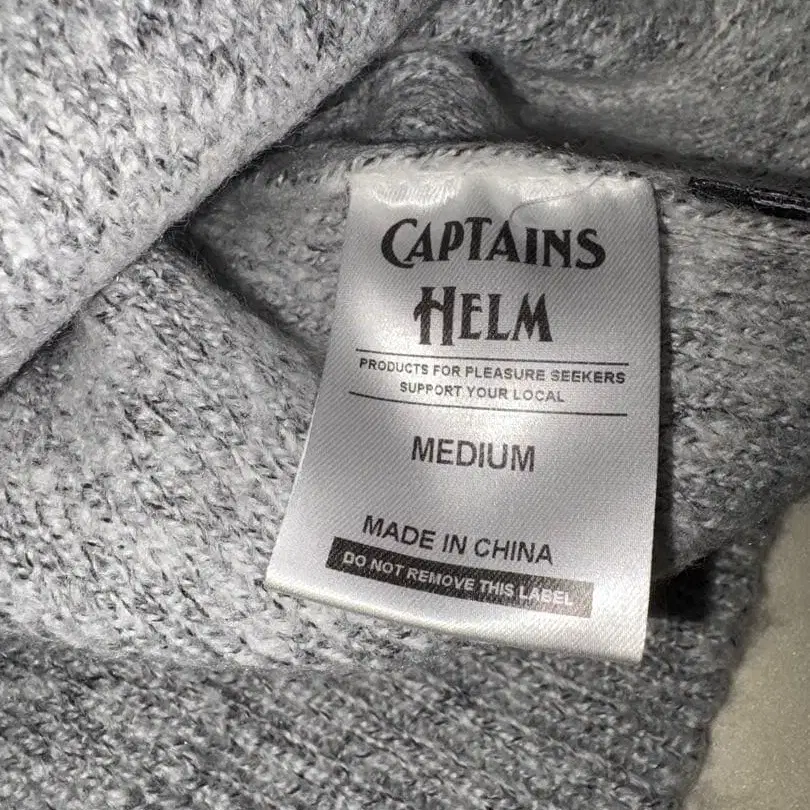 CAPTAINS
HELM
PRODUCTS FOR PLEASURE SEEKERS
SUPPORT YOUR LOCAL
MEDIUM
MADE IN CHINA
DO NOT REMOVE THIS LABEL